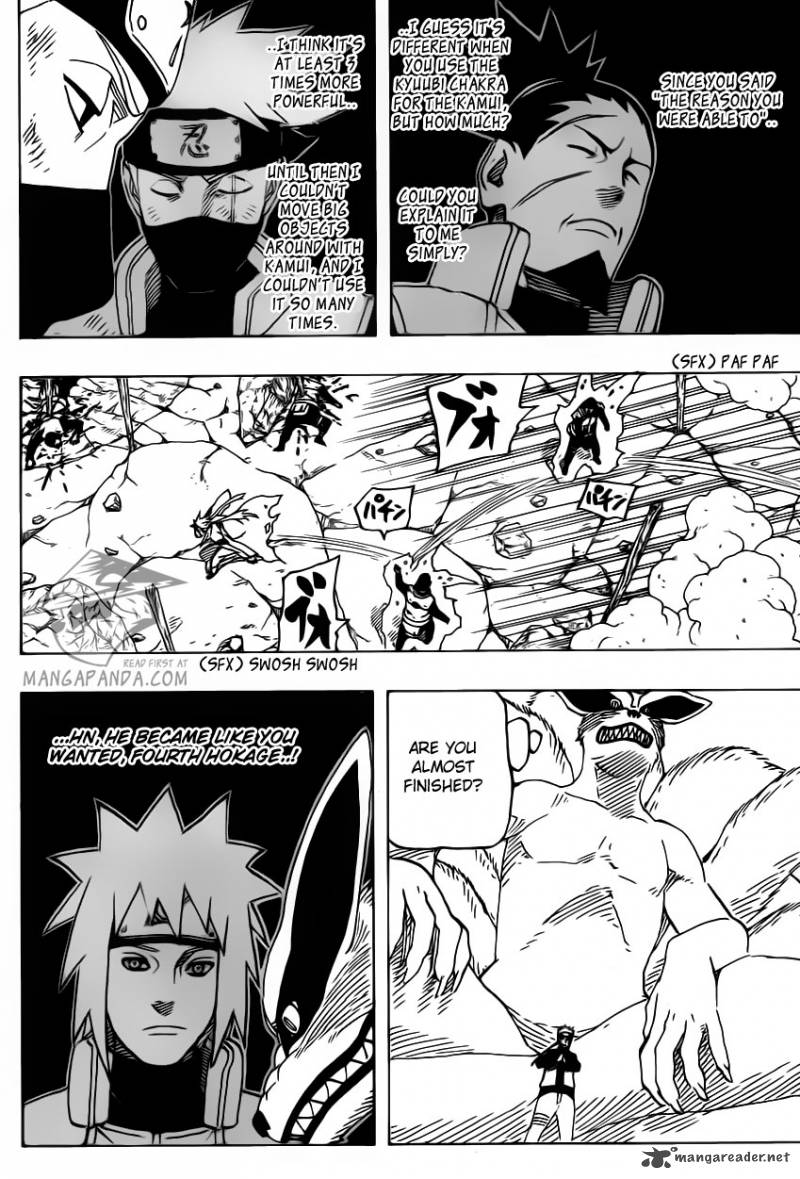 SINCE YOU SAID
"THE REASON YOU
WERE ABLE TO"..
..I GUESS IT'S
DIFFERENT WHEN
YOU USE THE
KYUUBI CHAKRA
FOR THE KAMUI,
BUT HOW MUCH?
COULD YOU
EXPLAIN IT
TO ME
SIMPLY?
..I THINK IT'S
AT LEAST 3
TIMES MORE
POWERFUL..
忍
UNTIL THEN I
COULDN'T
MOVE BIG
OBJECTS
AROUND WITH
KAMUI, AND I
COULDN'T USE
IT SO MANY
TIMES.
(SFX) PAF PAF
ブオ
パチン
パチン
ブオ
READ FIRST AT
MANGAPANDA.COM
(SFX) SWOSH SWOSH
ARE YOU
ALMOST
FINISHED?
...HN, HE BECAME LIKE YOU
WANTED, FOURTH HOKAGE..!
mangareader.net